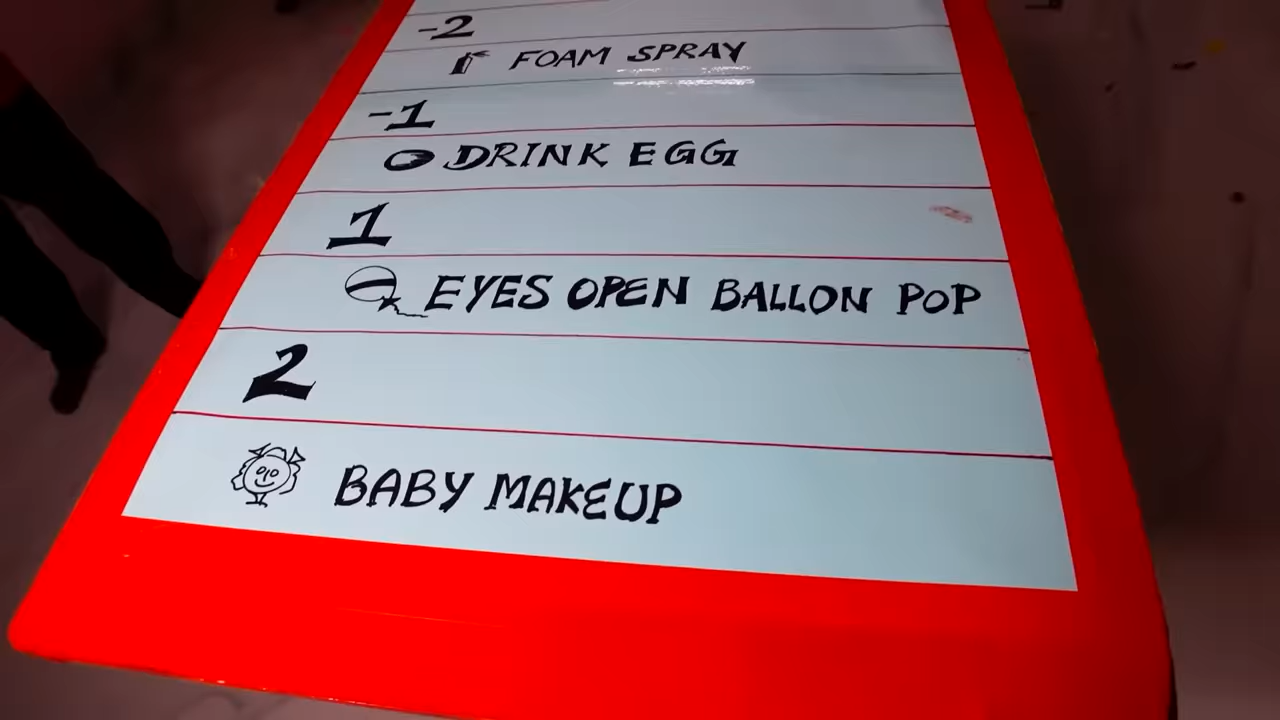 -2
FOAM SPRAY
-1
DRINK EGG
1
EYES OPEN BALLON POP
2
BABY MAKEUP